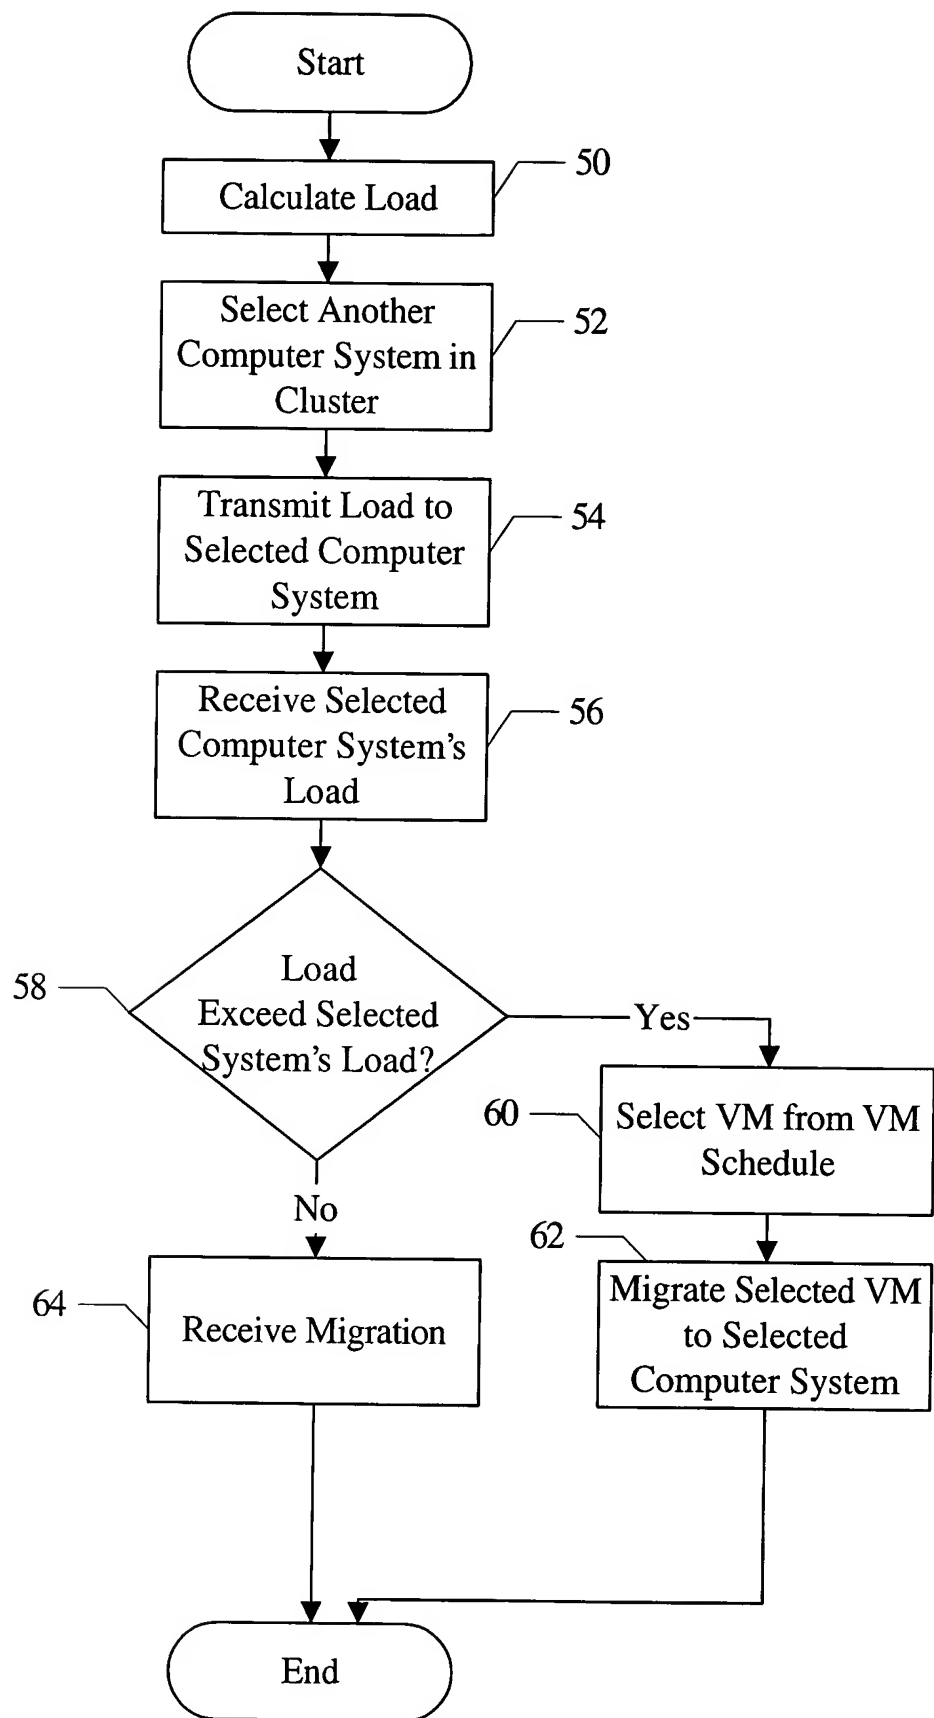 Start
50
Calculate Load
Select Another
Computer System in
Cluster
52
Transmit Load to
Selected Computer
System
54
Receive Selected
Computer System's
Load
56
58
Load
Exceed Selected
System's Load?
Yes
60
Select VM from VM
Schedule
No
62
Migrate Selected VM
to Selected
Computer System
64
Receive Migration
End